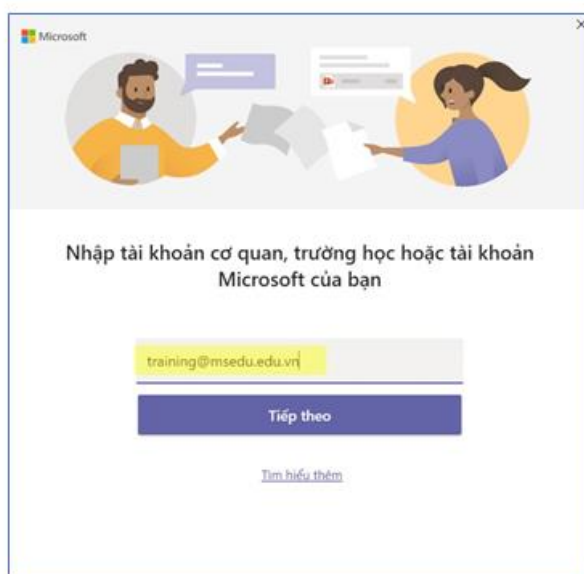 Microsoft
Nhập tài khoản cơ quan, trường học hoặc tài khoản
Microsoft của bạn
training@msedu.edu.vn
Tiếp theo
Tìm hiểu thêm